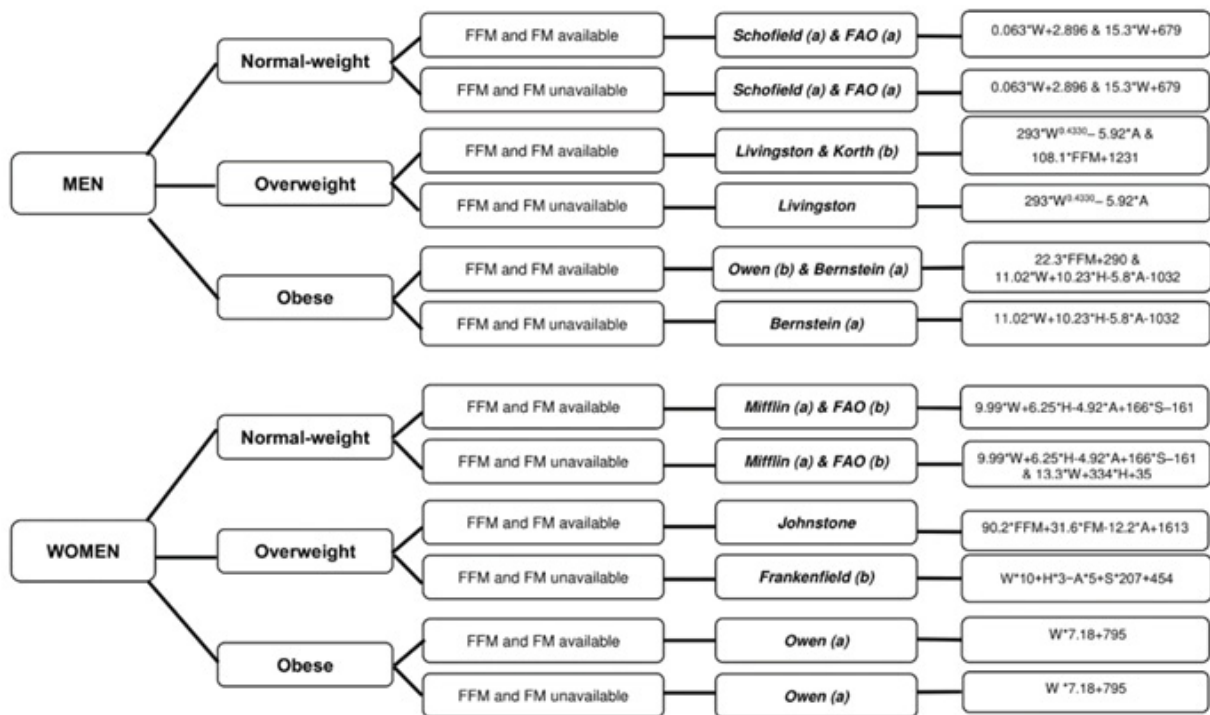 MEN
Normal-weight
FFM and FM available
Schofield (a) & FAO (a)
0.063*W+2.896 & 15.3*W+679
FFM and FM unavailable
Schofield (a) & FAO (a)
0.063*W+2.896 & 15.3*W+679
Overweight
FFM and FM available
Livingston & Korth (b)
293*W^0.4330– 5.92*A &
108.1*FFM+1231
FFM and FM unavailable
Livingston
293*W^0.4330– 5.92*A
Obese
FFM and FM available
Owen (b) & Bernstein (a)
22.3*FFM+290 &
11.02*W+10.23*H-5.8*A-1032
FFM and FM unavailable
Bernstein (a)
11.02*W+10.23*H-5.8*A-1032
WOMEN
Normal-weight
FFM and FM available
Mifflin (a) & FAO (b)
9.99*W+6.25*H-4.92*A+166*S–161
FFM and FM unavailable
Mifflin (a) & FAO (b)
9.99*W+6.25*H-4.92*A+166*S–161
& 13.3*W+334*H+35
Overweight
FFM and FM available
Johnstone
90.2*FFM+31.6*FM-12.2*A+1613
FFM and FM unavailable
Frankenfield (b)
W*10+H*3−A*5+S*207+454
Obese
FFM and FM available
Owen (a)
W*7.18+795
FFM and FM unavailable
Owen (a)
W *7.18+795